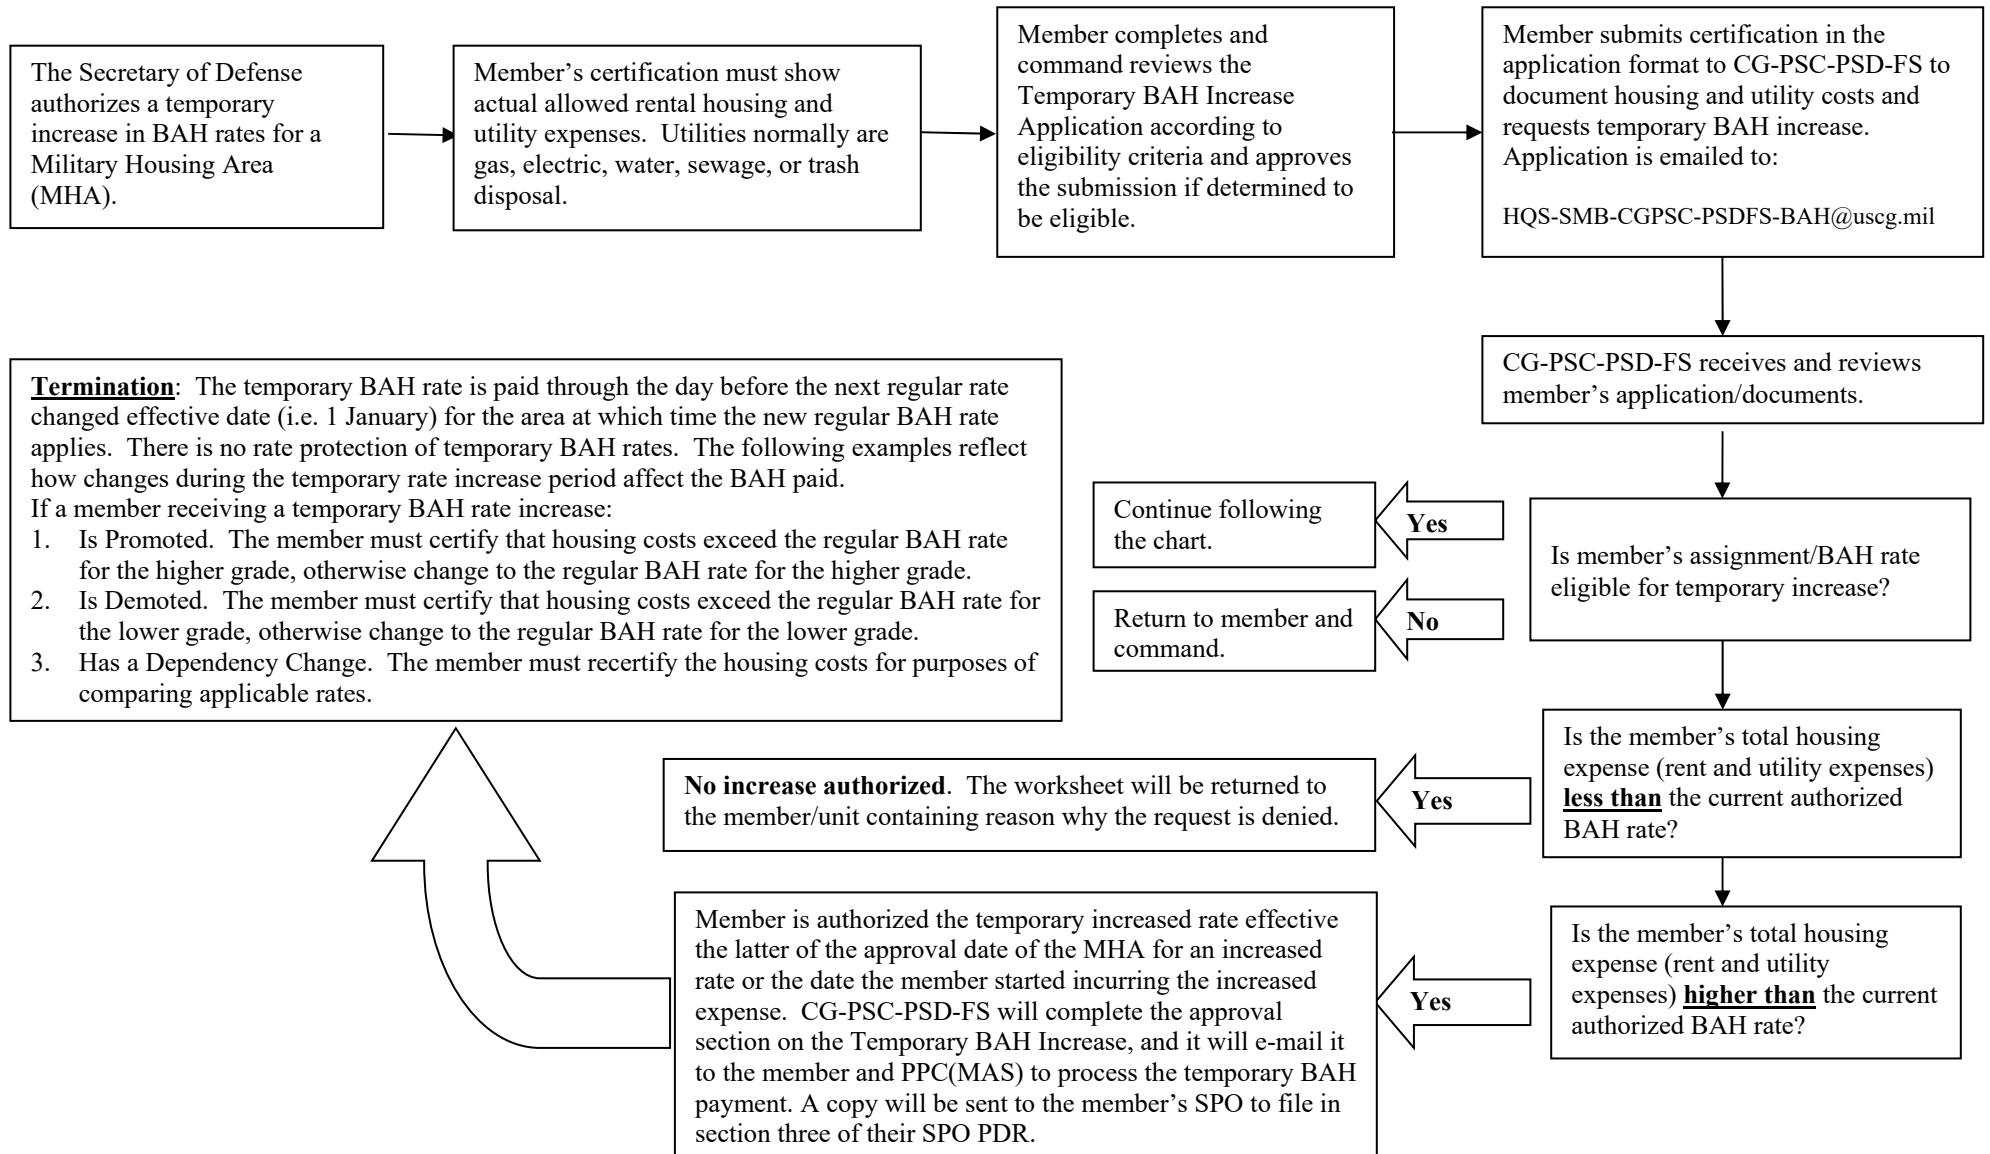 The Secretary of Defense
authorizes a temporary
increase in BAH rates for a
Military Housing Area
(MHA).
Member’s certification must show
actual allowed rental housing and
utility expenses.  Utilities normally are
gas, electric, water, sewage, or trash
disposal.
Member completes and
command reviews the
Temporary BAH Increase
Application according to
eligibility criteria and approves
the submission if determined to
be eligible.
Member submits certification in the
application format to CG-PSC-PSD-FS to
document housing and utility costs and
requests temporary BAH increase.
Application is emailed to:
HQS-SMB-CGPSC-PSDFS-BAH@uscg.mil
CG-PSC-PSD-FS receives and reviews
member’s application/documents.
Is member’s assignment/BAH rate
eligible for temporary increase?
Yes
Continue following
the chart.
No
Return to member and
command.
Is the member’s total housing
expense (rent and utility expenses)
less than the current authorized
BAH rate?
Yes
No increase authorized.  The worksheet will be returned to
the member/unit containing reason why the request is denied.
Is the member’s total housing
expense (rent and utility
expenses) higher than the current
authorized BAH rate?
Yes
Member is authorized the temporary increased rate effective
the latter of the approval date of the MHA for an increased
rate or the date the member started incurring the increased
expense.  CG-PSC-PSD-FS will complete the approval
section on the Temporary BAH Increase, and it will e-mail it
to the member and PPC(MAS) to process the temporary BAH
payment. A copy will be sent to the member’s SPO to file in
section three of their SPO PDR.
Termination:  The temporary BAH rate is paid through the day before the next regular rate
changed effective date (i.e. 1 January) for the area at which time the new regular BAH rate
applies.  There is no rate protection of temporary BAH rates.  The following examples reflect
how changes during the temporary rate increase period affect the BAH paid.
If a member receiving a temporary BAH rate increase:
1.   Is Promoted.  The member must certify that housing costs exceed the regular BAH rate
for the higher grade, otherwise change to the regular BAH rate for the higher grade.
2.   Is Demoted.  The member must certify that housing costs exceed the regular BAH rate for
the lower grade, otherwise change to the regular BAH rate for the lower grade.
3.   Has a Dependency Change.  The member must recertify the housing costs for purposes of
comparing applicable rates.